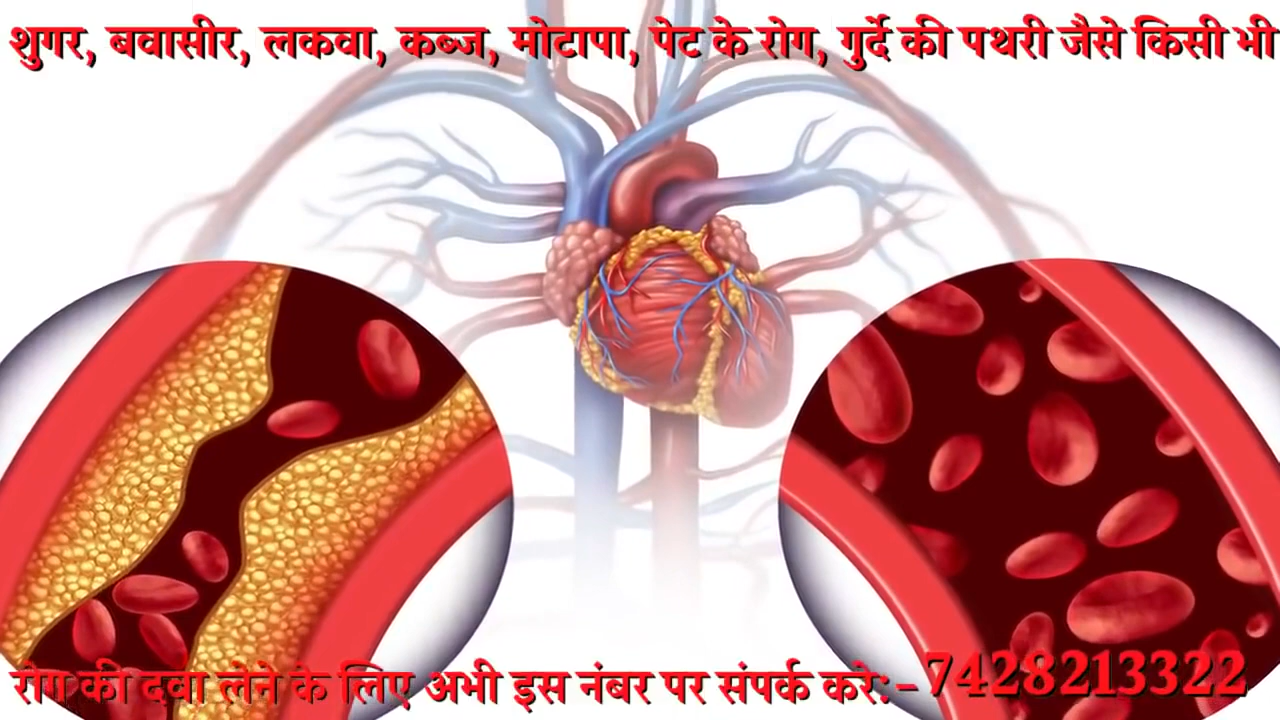 शुगर, बवासीर, लकवा, कब्ज, मोटापा, पेट के रोग, गुर्दे की पथरी जैसे किसी भी
रोग की दवा लेने के लिए अभी इस नंबर पर संपर्क करे:-7428213322